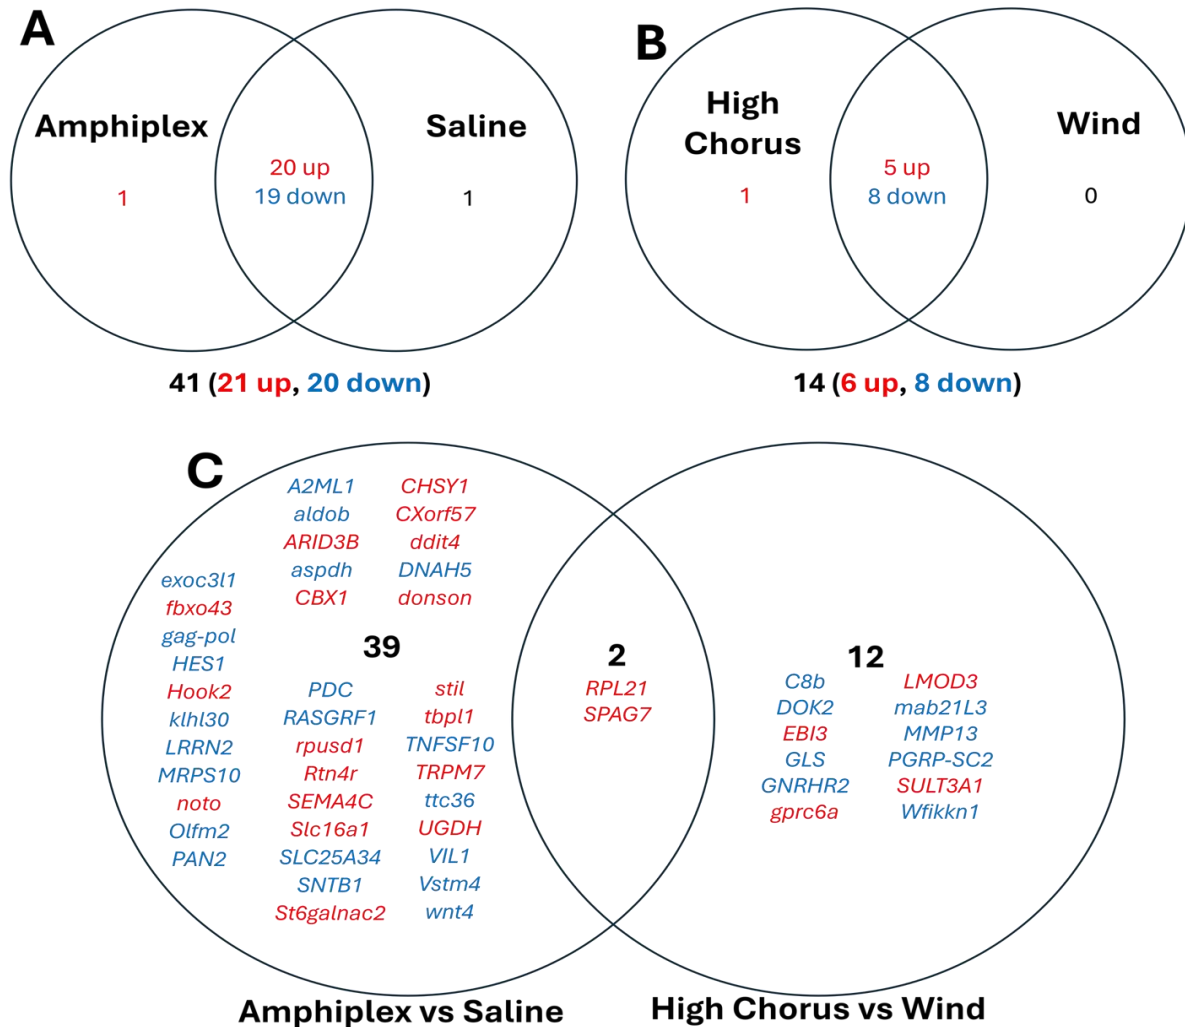 A
Amphiplex
Saline
20 up
19 down
1
1
41 (21 up, 20 down)
B
High
Chorus
Wind
5 up
8 down
1
0
14 (6 up, 8 down)
C
A2ML1
aldob
ARID3B
aspdh
CBX1
CHSY1
CXorf57
ddit4
DNAH5
donson
exoc3l1
fbxo43
gag-pol
HES1
Hook2
klhl30
LRRN2
MRPS10
noto
Olfm2
PAN2
39
PDC
RASGRF1
rpusd1
Rtn4r
SEMA4C
Slc16a1
SLC25A34
SNTB1
St6galnac2
stil
tbpl1
TNFSF10
TRPM7
ttc36
UGDH
VIL1
Vstm4
wnt4
2
RPL21
SPAG7
12
C8b
DOK2
EBI3
GLS
GNRHR2
gprc6a
LMOD3
mab21L3
MMP13
PGRP-SC2
SULT3A1
Wfikkn1
Amphiplex vs Saline
High Chorus vs Wind